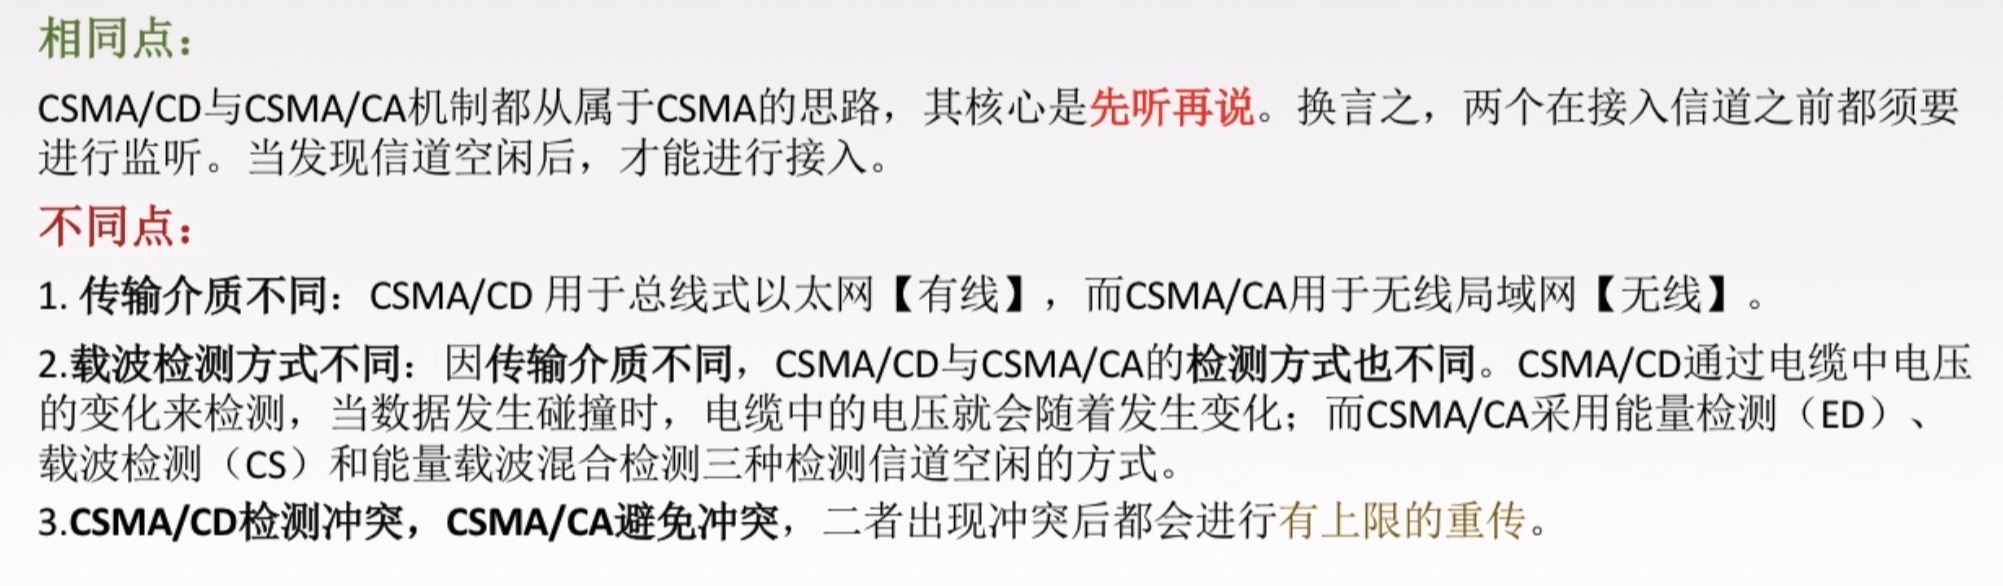 相同点：
CSMA/CD与CSMA/CA机制都从属于CSMA的思路，其核心是先听再说。换言之，两个在接入信道之前都须要
进行监听。当发现信道空闲后，才能进行接入。
不同点：
1. 传输介质不同：CSMA/CD 用于总线式以太网【有线】，而CSMA/CA用于无线局域网【无线】。
2.载波检测方式不同：因传输介质不同，CSMA/CD与CSMA/CA的检测方式也不同。CSMA/CD通过电缆中电压
的变化来检测，当数据发生碰撞时，电缆中的电压就会随着发生变化；而CSMA/CA采用能量检测（ED）、
载波检测（CS）和能量载波混合检测三种检测信道空闲的方式。
3.CSMA/CD检测冲突，CSMA/CA避免冲突，二者出现冲突后都会进行有上限的重传。